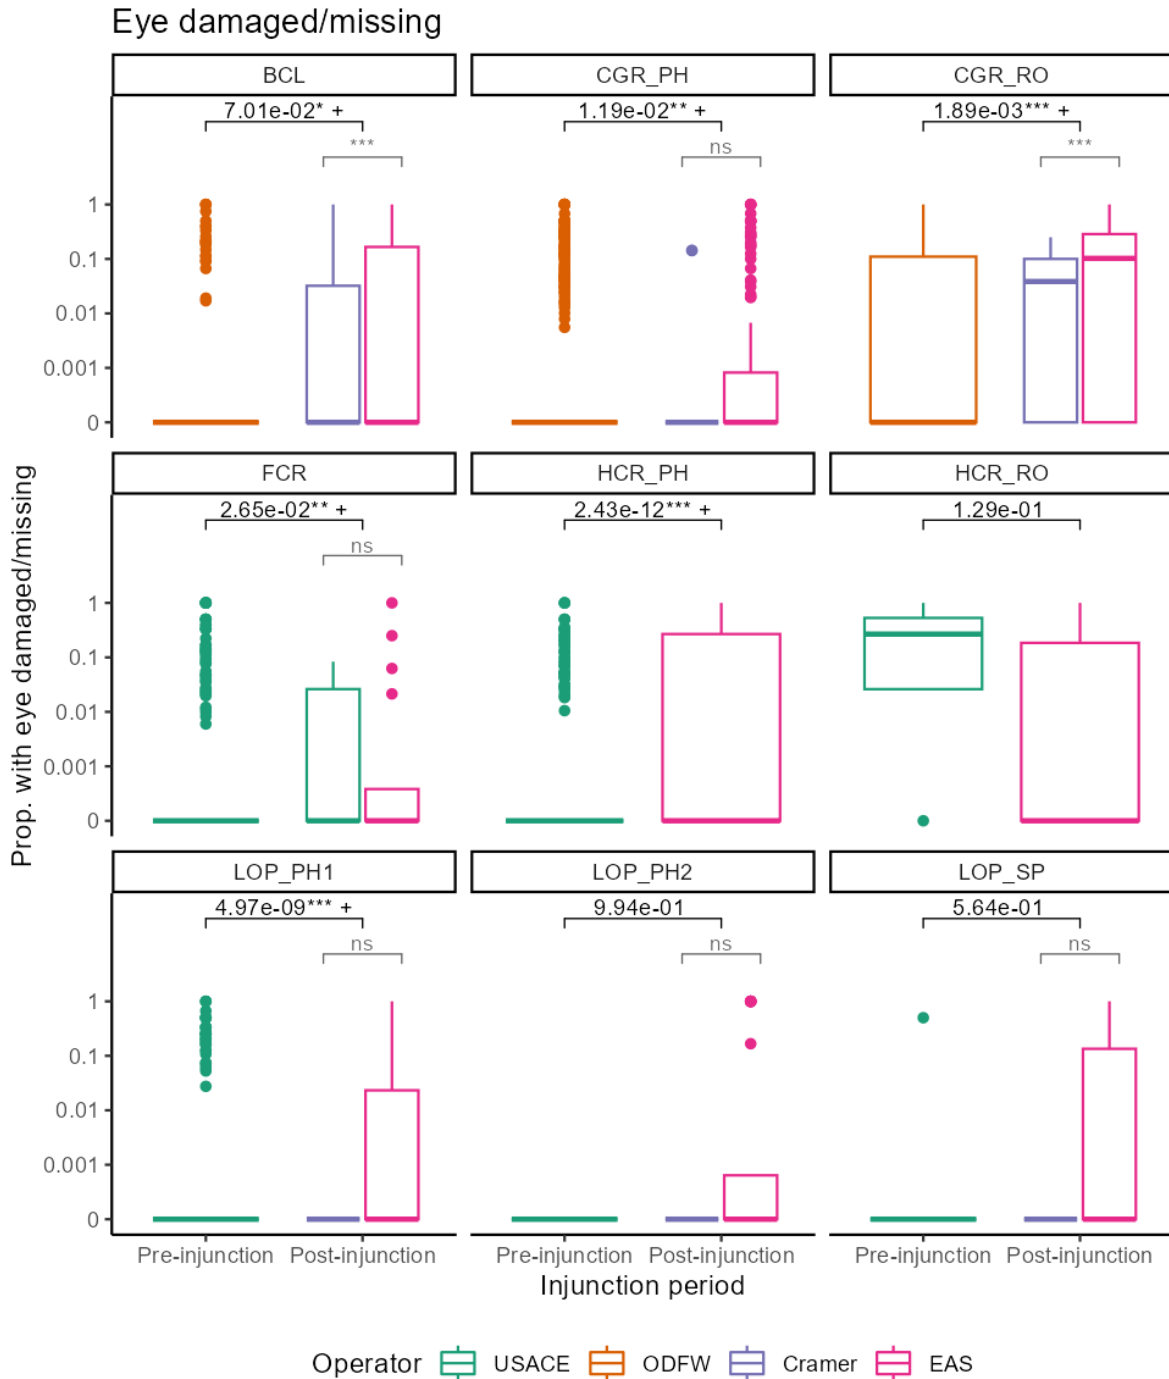 Eye damaged/missing
BCL
CGR_PH
CGR_RO
7.01e-02* +
1.19e-02** +
1.89e-03*** +
***
ns
***
1
0.1
0.01
0.001
0
FCR
HCR_PH
HCR_RO
2.65e-02** +
2.43e-12*** +
1.29e-01
ns
1
0.1
0.01
0.001
0
Prop. with eye damaged/missing
LOP_PH1
LOP_PH2
LOP_SP
4.97e-09*** +
9.94e-01
5.64e-01
ns
ns
ns
1
0.1
0.01
0.001
0
Pre-injunction Post-injunction
Pre-injunction Post-injunction
Pre-injunction Post-injunction
Injunction period
Operator USACE ODFW Cramer EAS